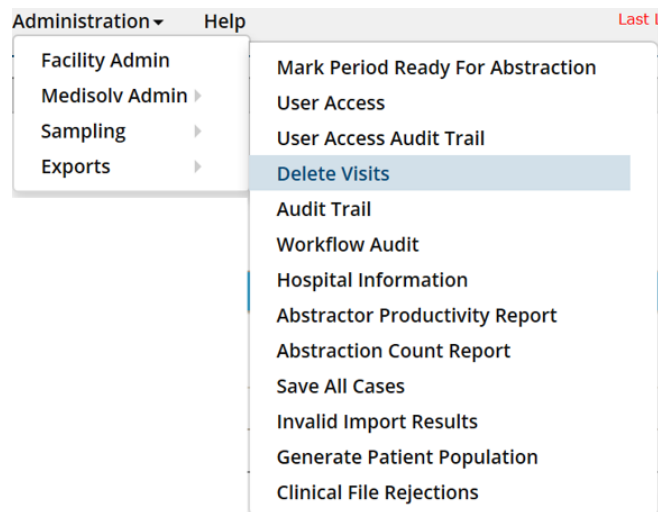 Administration Help Last
Facility Admin
Medisolv Admin
Sampling
Exports
Mark Period Ready For Abstraction
User Access
User Access Audit Trail
Delete Visits
Audit Trail
Workflow Audit
Hospital Information
Abstractor Productivity Report
Abstraction Count Report
Save All Cases
Invalid Import Results
Generate Patient Population
Clinical File Rejections